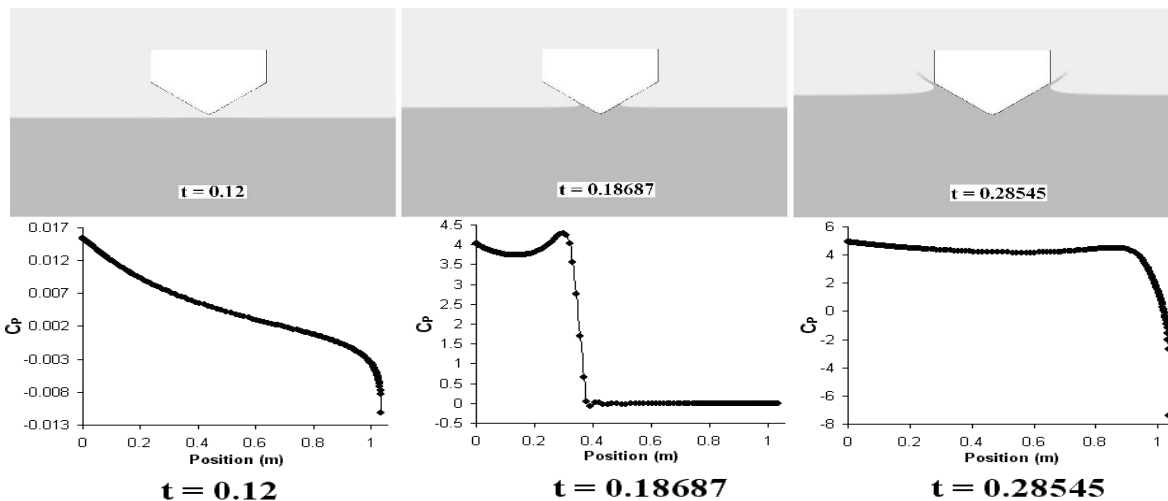 t = 0.12
t = 0.18687
t = 0.28545
0.017
0.012
0.007
0.002
-0.003
-0.008
-0.013
CP
0 0.2 0.4 0.6 0.8 1
Position (m)
t = 0.12
4.5
4
3.5
3
2.5
2
1.5
1
0.5
0
-0.5
CP
0 0.2 0.4 0.6 0.8 1
Position (m)
t = 0.18687
6
4
2
0
-2
-4
-6
-8
CP
0 0.2 0.4 0.6 0.8 1
Position (m)
t = 0.28545